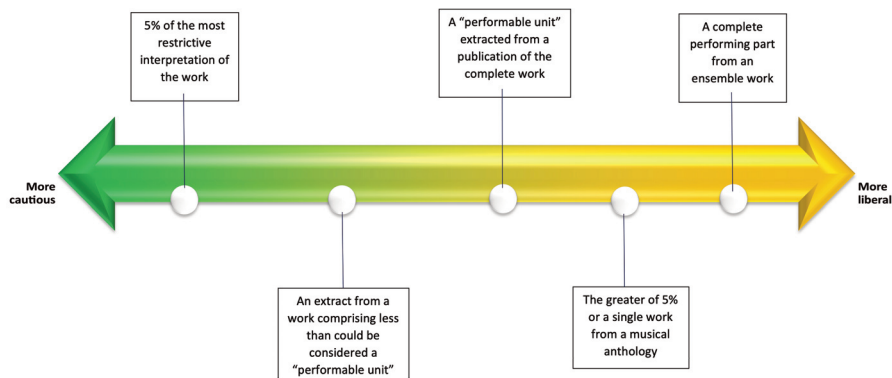 5% of the most
restrictive
interpretation of
the work
A “performable unit”
extracted from a
publication of the
complete work
A complete
performing part
from an
ensemble work
More
cautious
More
liberal
An extract from a
work comprising less
than could be
considered a
“performable unit”
The greater of 5%
or a single work
from a musical
anthology